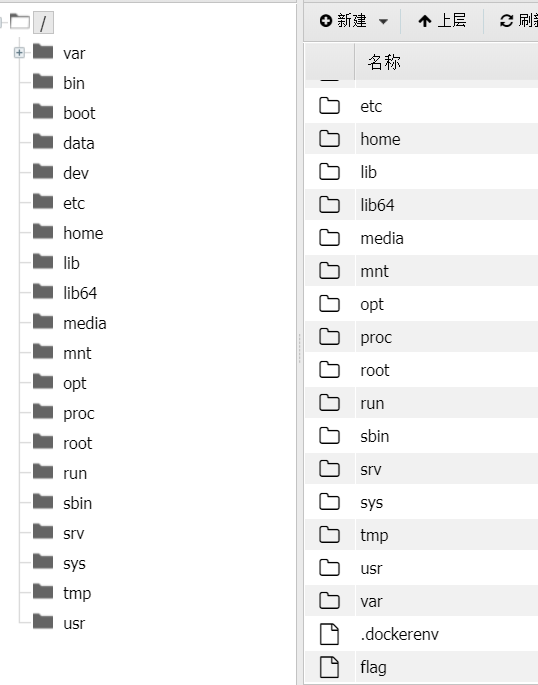 /
var
bin
boot
data
dev
etc
home
lib
lib64
media
mnt
opt
proc
root
run
sbin
srv
sys
tmp
usr
新建 上层 刷新
名称
etc
home
lib
lib64
media
mnt
opt
proc
root
run
sbin
srv
sys
tmp
usr
var
.dockerenv
flag